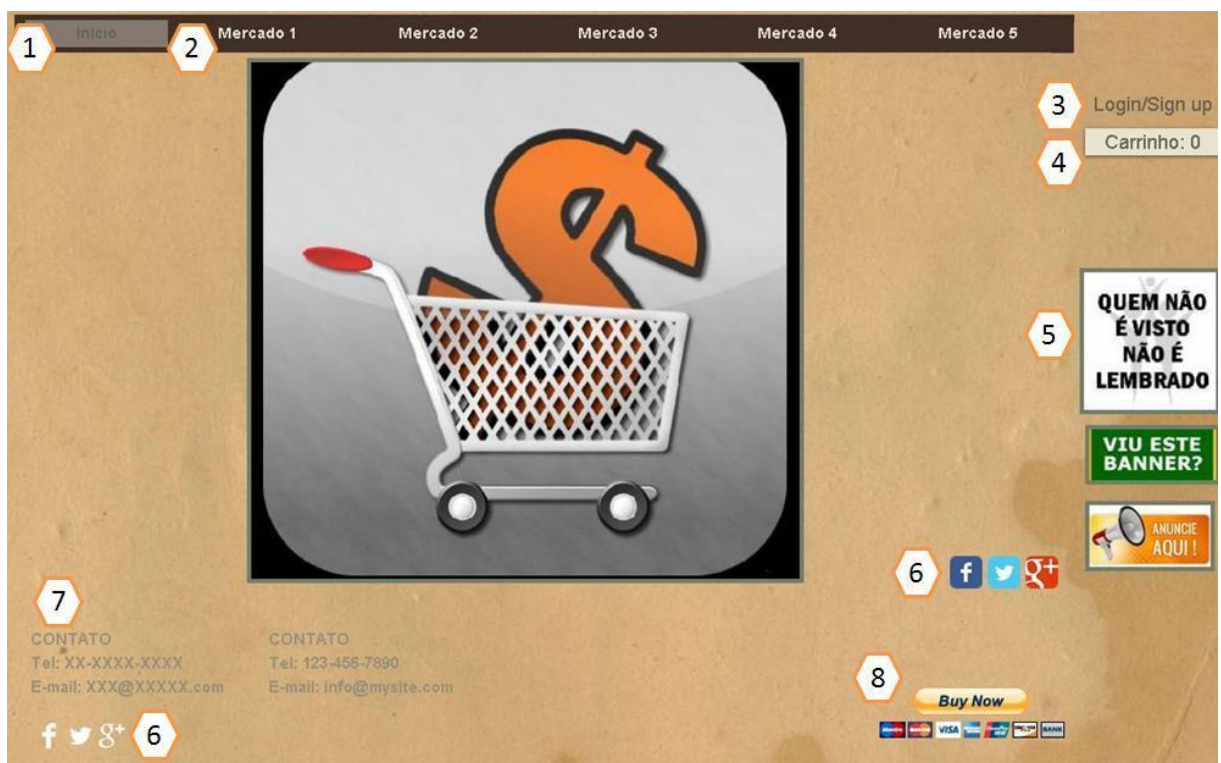 1
Início
2
Mercado 1
Mercado 2
Mercado 3
Mercado 4
Mercado 5
3
Login/Sign up
4
Carrinho: 0
5
QUEM NÃO
É VISTO
NÃO É
LEMBRADO
VIU ESTE
BANNER?
ANUNCIE
AQUI !
6
f
g+
7
CONTATO
Tel: XX-XXXX-XXXX
E-mail: XXX@XXXXX.com
CONTATO
Tel: 123-456-7890
E-mail: info@mysite.com
8
Buy Now
VISA
BANK
f
g+
6